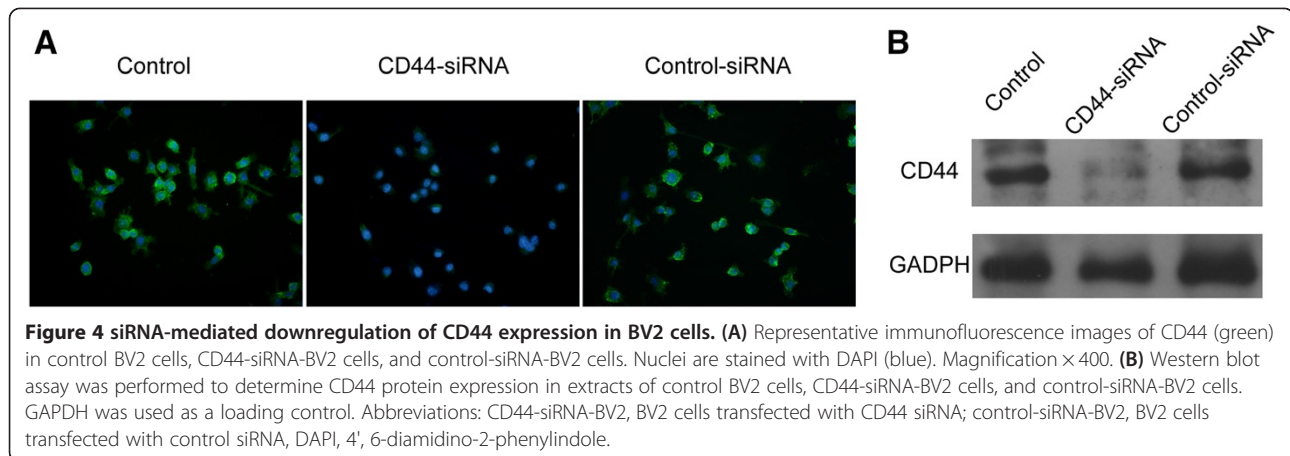 A
Control
CD44-siRNA
Control-siRNA
B
Control
CD44-siRNA
Control-siRNA
CD44
GADPH
Figure 4 siRNA-mediated downregulation of CD44 expression in BV2 cells. (A) Representative immunofluorescence images of CD44 (green)
in control BV2 cells, CD44-siRNA-BV2 cells, and control-siRNA-BV2 cells. Nuclei are stained with DAPI (blue). Magnification × 400. (B) Western blot
assay was performed to determine CD44 protein expression in extracts of control BV2 cells, CD44-siRNA-BV2 cells, and control-siRNA-BV2 cells.
GAPDH was used as a loading control. Abbreviations: CD44-siRNA-BV2, BV2 cells transfected with CD44 siRNA; control-siRNA-BV2, BV2 cells
transfected with control siRNA, DAPI, 4', 6-diamidino-2-phenylindole.